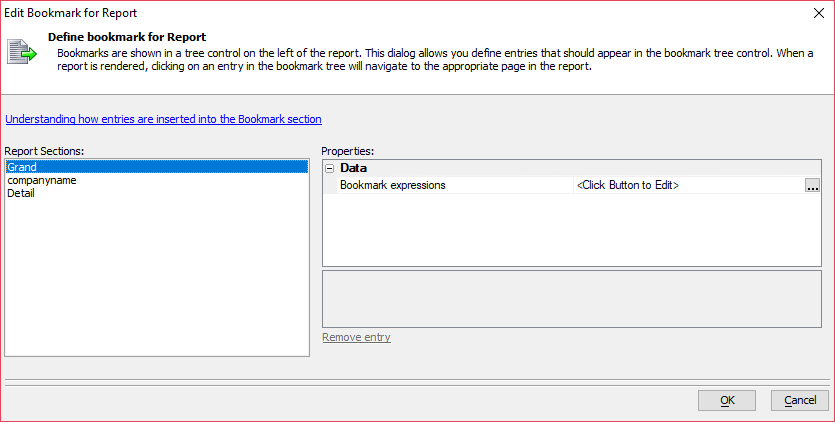 Edit Bookmark for Report
Define bookmark for Report
Bookmarks are shown in a tree control on the left of the report. This dialog allows you define entries that should appear in the bookmark tree control. When a
report is rendered, clicking on an entry in the bookmark tree will navigate to the appropriate page in the report.
Understanding how entries are inserted into the Bookmark section
Report Sections:
Grand
companyname
Detail
Properties:
Data
Bookmark expressions <Click Button to Edit> ...
Remove entry
OK Cancel